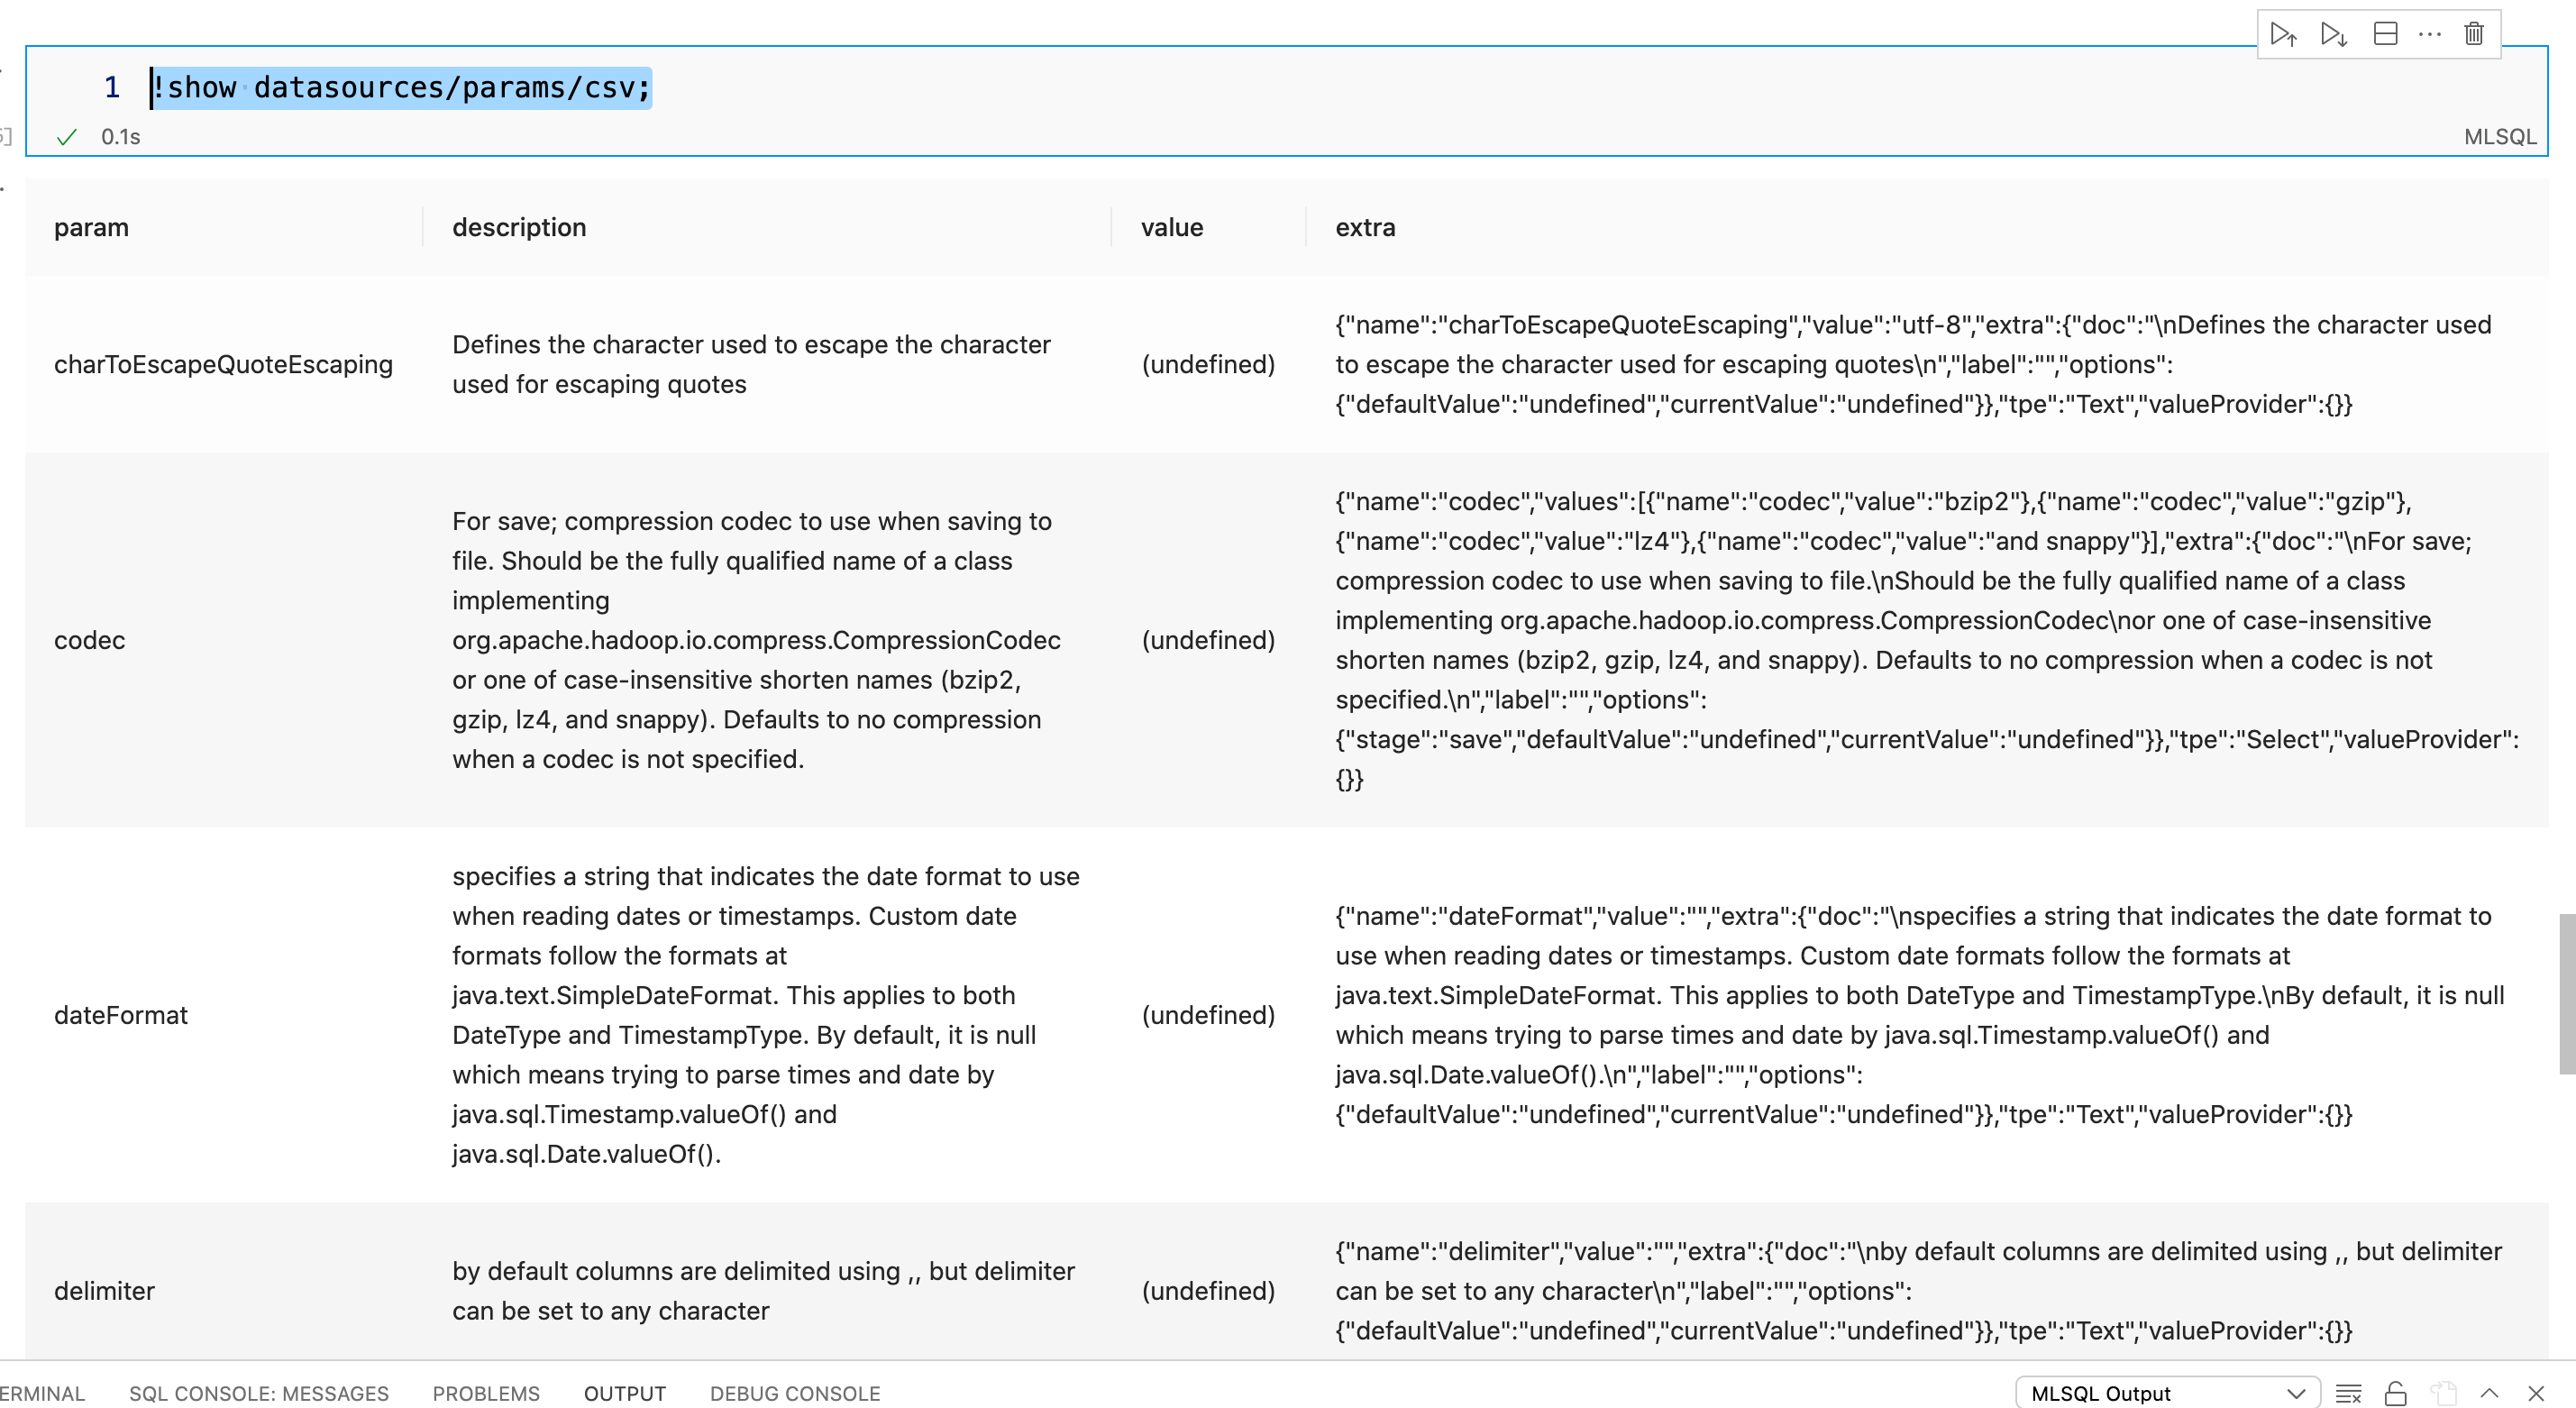 1 !show datasources/params/csv;
0.1s
MLSQL
param description value extra
charToEscapeQuoteEscaping
Defines the character used to escape the character
used for escaping quotes
(undefined)
{"name":"charToEscapeQuoteEscaping","value":"utf-8","extra":{"doc":"\nDefines the character used
to escape the character used for escaping quotes\n","label":"","options":
{"defaultValue":"undefined","currentValue":"undefined"}},"tpe":"Text","valueProvider":{}}
codec
For save; compression codec to use when saving to
file. Should be the fully qualified name of a class
implementing
org.apache.hadoop.io.compress.CompressionCodec
or one of case-insensitive shorten names (bzip2,
gzip, lz4, and snappy). Defaults to no compression
when a codec is not specified.
(undefined)
{"name":"codec","values":[{"name":"codec","value":"bzip2"},{"name":"codec","value":"gzip"},
{"name":"codec","value":"lz4"},{"name":"codec","value":"and snappy"}],"extra":{"doc":"\nFor save;
compression codec to use when saving to file.\nShould be the fully qualified name of a class
implementing org.apache.hadoop.io.compress.CompressionCodec\nor one of case-insensitive
shorten names (bzip2, gzip, lz4, and snappy). Defaults to no compression when a codec is not
specified.\n","label":"","options":
{"stage":"save","defaultValue":"undefined","currentValue":"undefined"}},"tpe":"Select","valueProvider":
{}}
dateFormat
specifies a string that indicates the date format to use
when reading dates or timestamps. Custom date
formats follow the formats at
java.text.SimpleDateFormat. This applies to both
DateType and TimestampType. By default, it is null
which means trying to parse times and date by
java.sql.Timestamp.valueOf() and
java.sql.Date.valueOf().
(undefined)
{"name":"dateFormat","value":"","extra":{"doc":"\nspecifies a string that indicates the date format to
use when reading dates or timestamps. Custom date formats follow the formats at
java.text.SimpleDateFormat. This applies to both DateType and TimestampType.\nBy default, it is null
which means trying to parse times and date by java.sql.Timestamp.valueOf() and
java.sql.Date.valueOf().\n","label":"","options":
{"defaultValue":"undefined","currentValue":"undefined"}},"tpe":"Text","valueProvider":{}}
delimiter
by default columns are delimited using ,, but delimiter
can be set to any character
(undefined)
{"name":"delimiter","value":"","extra":{"doc":"\nby default columns are delimited using ,, but delimiter
can be set to any character\n","label":"","options":
{"defaultValue":"undefined","currentValue":"undefined"}},"tpe":"Text","valueProvider":{}}
ERMINAL SQL CONSOLE: MESSAGES PROBLEMS OUTPUT DEBUG CONSOLE MLSQL Output